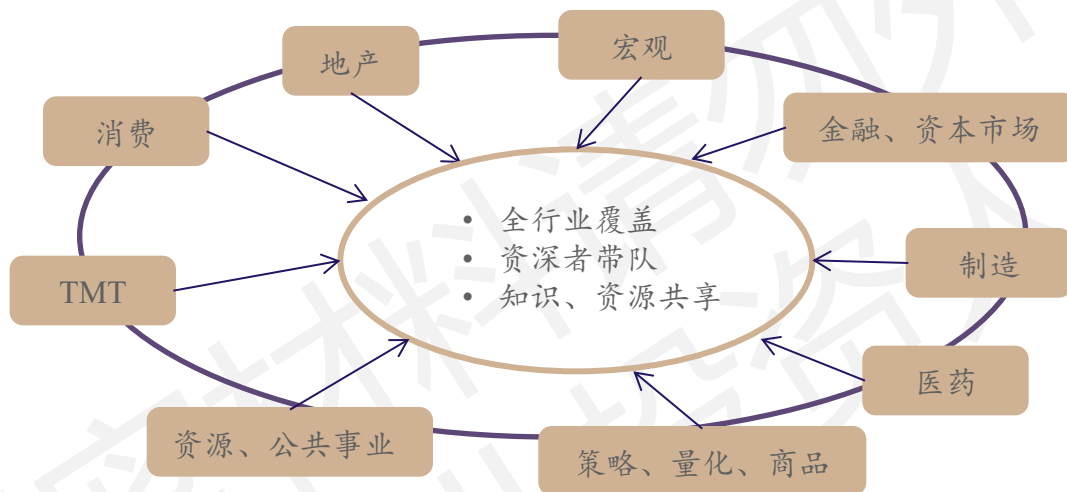 地产
宏观
消费
金融、资本市场
• 全行业覆盖
• 资深者带队
• 知识、资源共享
TMT
制造
医药
资源、公共事业
策略、量化、商品